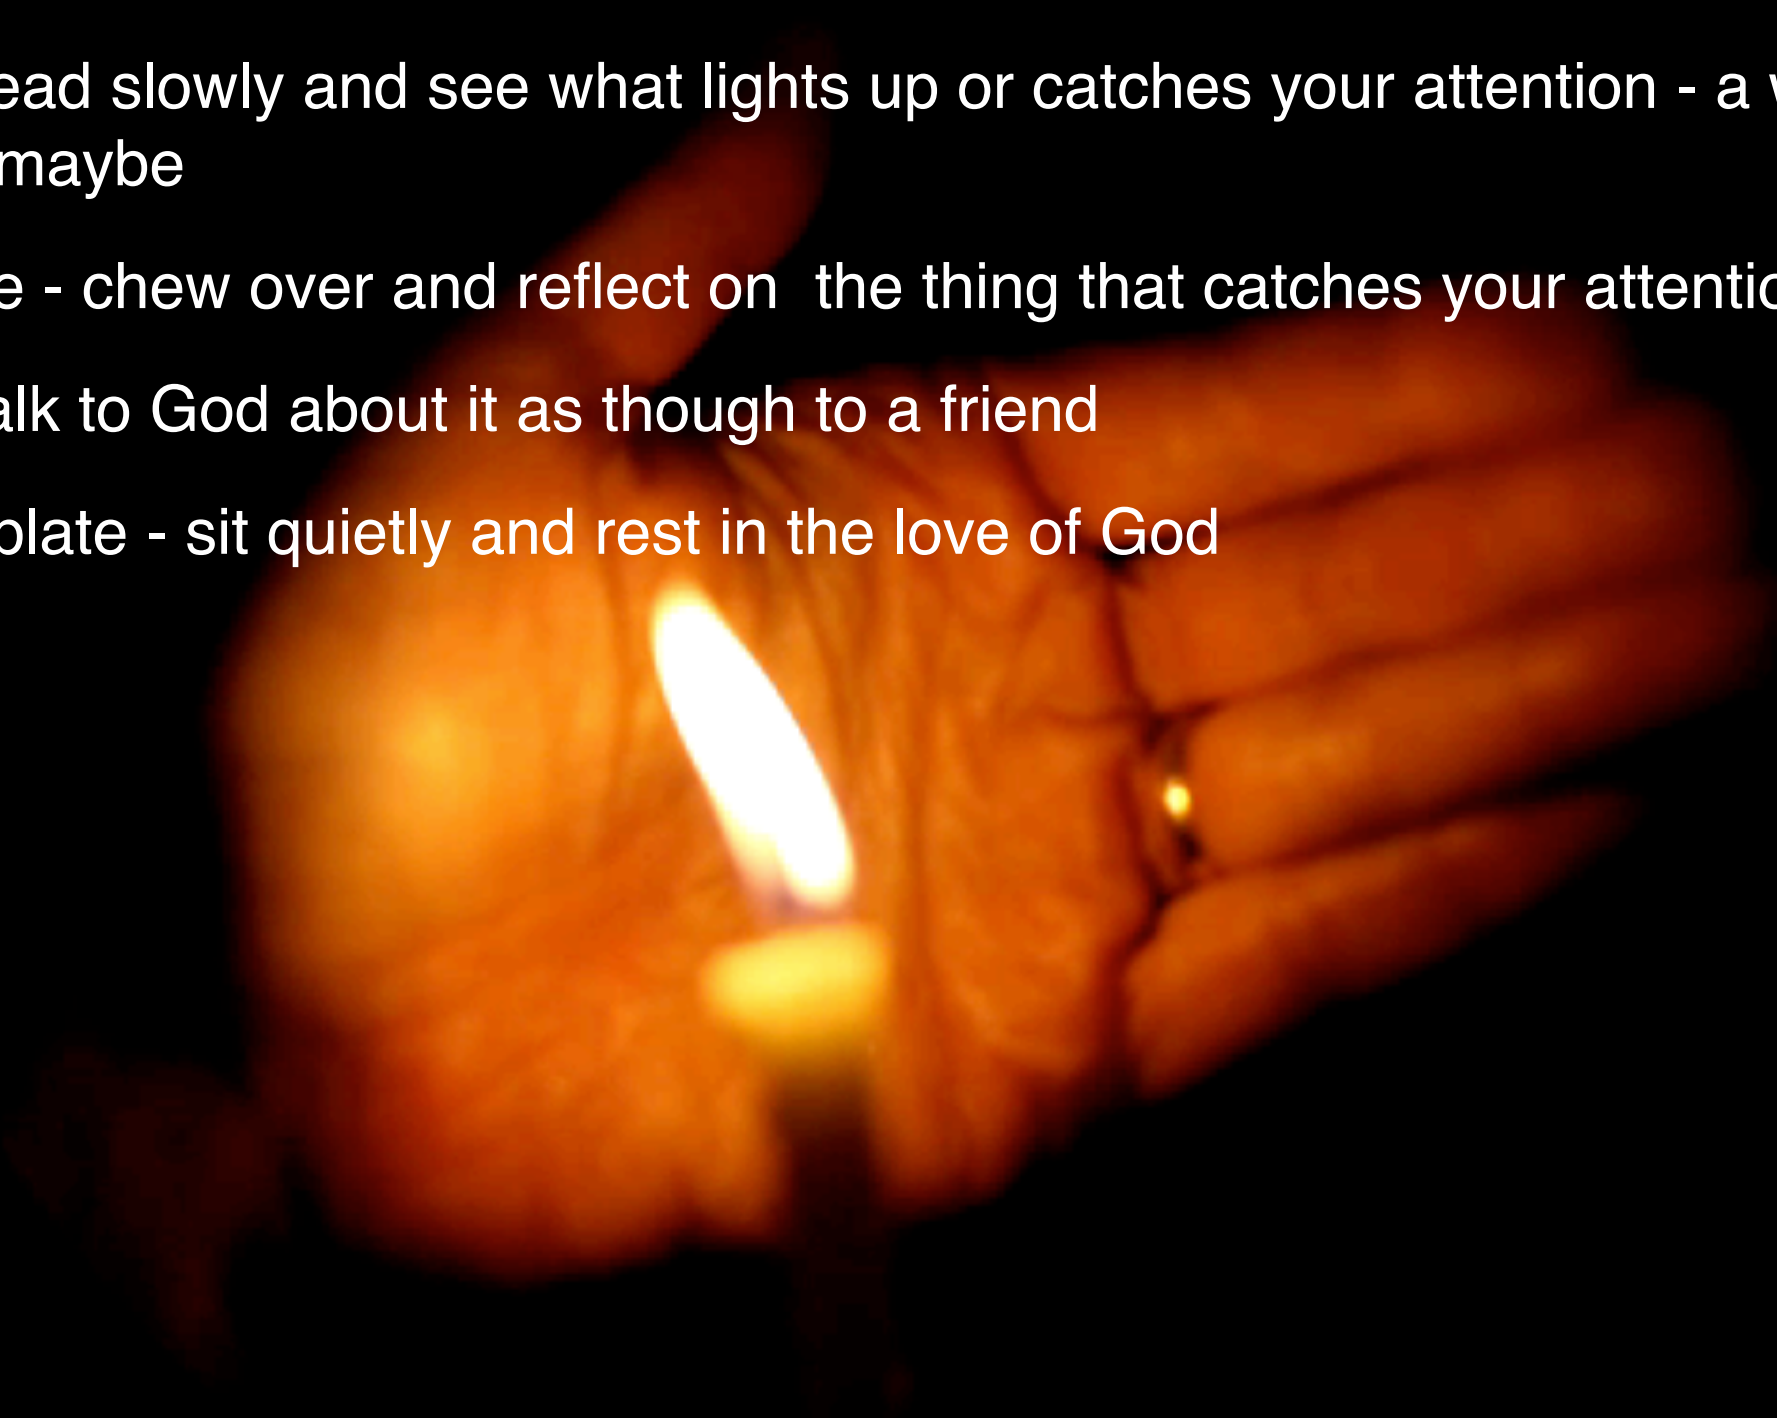 ead slowly and see what lights up or catches your attention - a
maybe
e - chew over and reflect on  the thing that catches your attentio
alk to God about it as though to a friend
plate - sit quietly and rest in the love of God